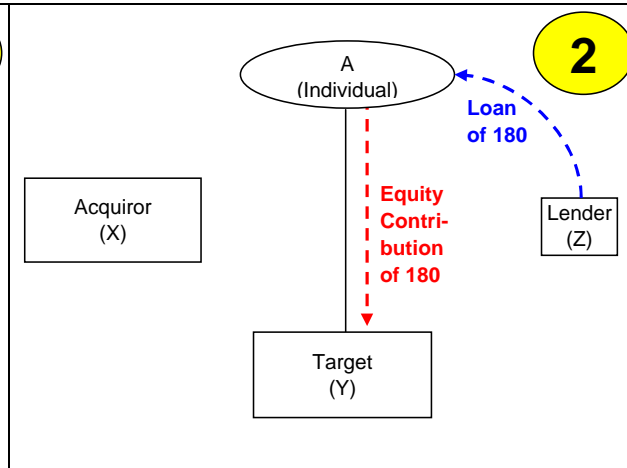 A
(Individual)
2
Loan
of 180
Acquiror
(X)
Equity
Contri-
bution
of 180
Lender
(Z)
Target
(Y)